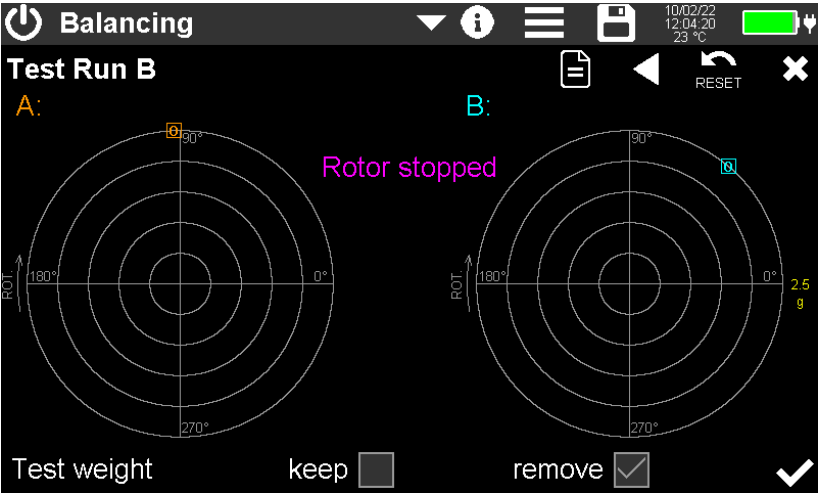 Balancing
i
10/02/22
12:04:20
23 °C
Test Run B
RESET
A:
B:
0
90°
0
90°
Rotor stopped
ROT.
180°
0°
ROT.
180°
0°
2.5
g
270°
270°
Test weight
keep
remove